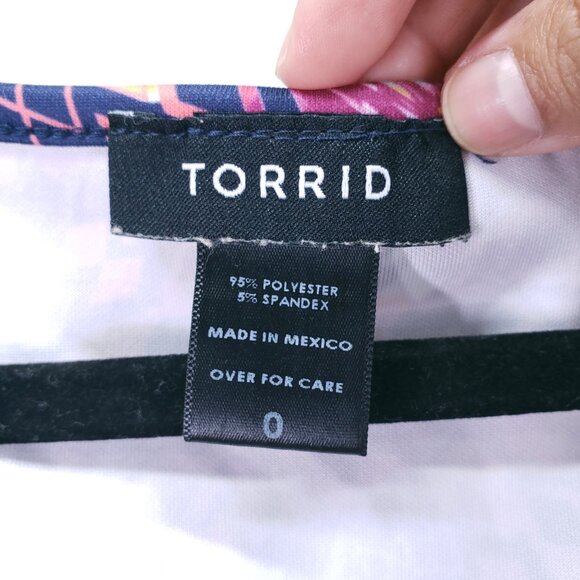 TORRID
95% POLYESTER
5% SPANDEX
MADE IN MEXICO
OVER FOR CARE
0